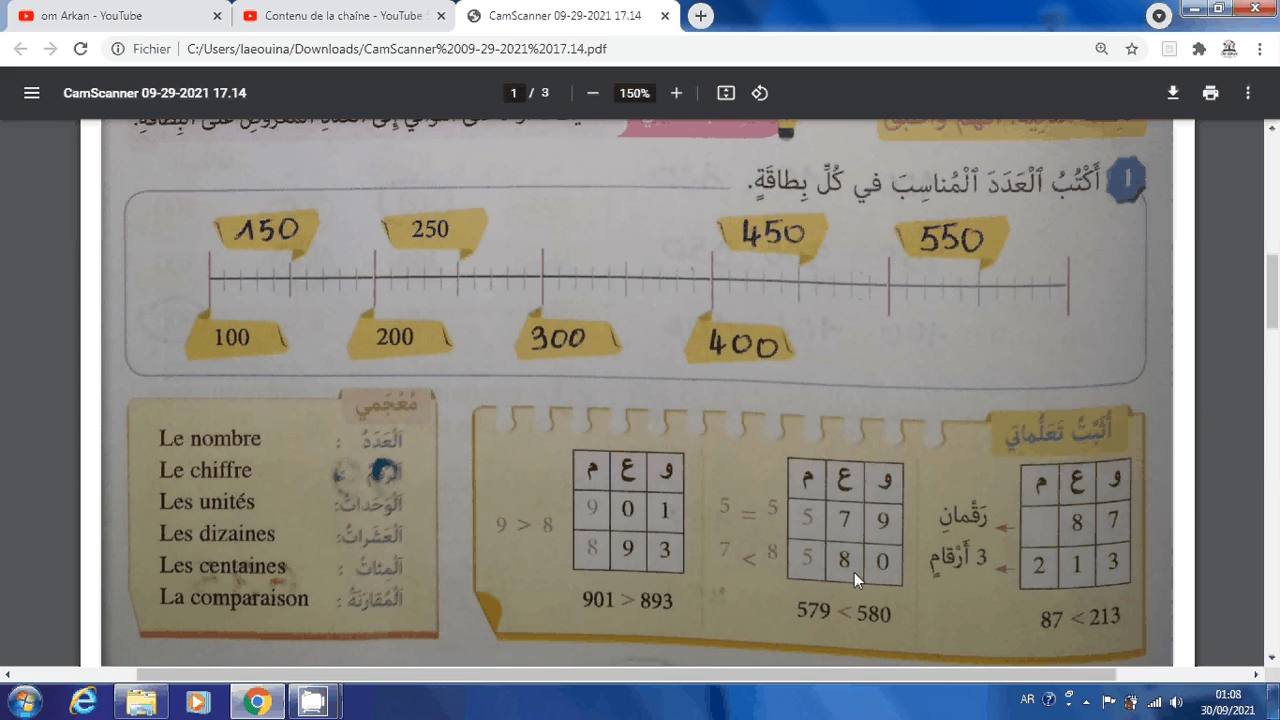 om Arkan - YouTube
Contenu de la chaîne - YouTube S
CamScanner 09-29-2021 17.14
Fichier
C:/Users/laeouina/Downloads/CamScanner%2009-29-2021%2017.14.pdf
CamScanner 09-29-2021 17.14
1 / 3
150%
1 أَكْتُبُ ٱلْعَدَدَ ٱلْمُناسِبَ في كُلِّ بِطاقَةٍ.
150 250 450 550
100 200 300 400
مُعْجَمي
Le nombre اَلْعَدَدُ :
Le chiffre
Les unités اَلْوَحَداتُ:
Les dizaines اَلْعَشَراتُ:
Les centaines اَلْمِئاتُ :
La comparaison اَلْمُقارَنَةُ :
أُثَبِّتُ تَعَلُّماتي
م ع و
8 7
2 1 3
رَقْمانِ
3 أَرْقامٍ
87 < 213
م ع و
5 7 9
5 8 0
5 = 5
7 < 8
579 < 580
م ع و
9 0 1
8 9 3
9 > 8
901 > 893
AR
01:08
30/09/2021